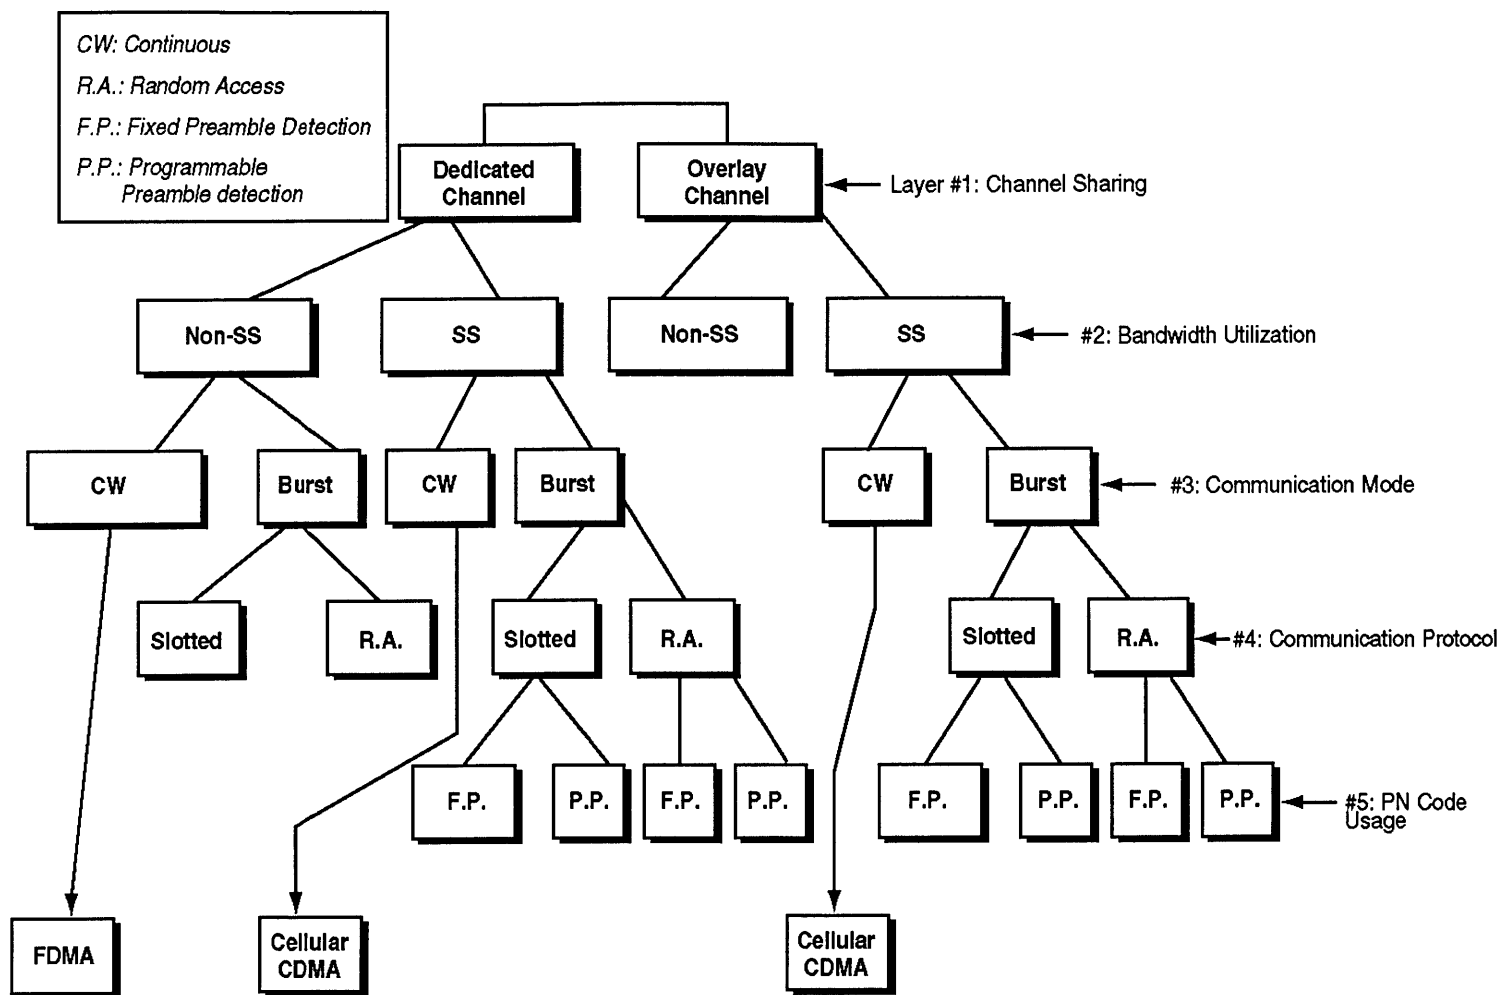 CW: Continuous
R.A.: Random Access
F.P.: Fixed Preamble Detection
P.P.: Programmable
Preamble detection
Dedicated
Channel
Overlay
Channel
Layer #1: Channel Sharing
Non-SS
SS
Non-SS
SS
#2: Bandwidth Utilization
CW
Burst
CW
Burst
CW
Burst
#3: Communication Mode
Slotted
R.A.
Slotted
R.A.
Slotted
R.A.
#4: Communication Protocol
F.P.
P.P.
F.P.
P.P.
F.P.
P.P.
F.P.
P.P.
#5: PN Code
Usage
FDMA
Cellular
CDMA
Cellular
CDMA